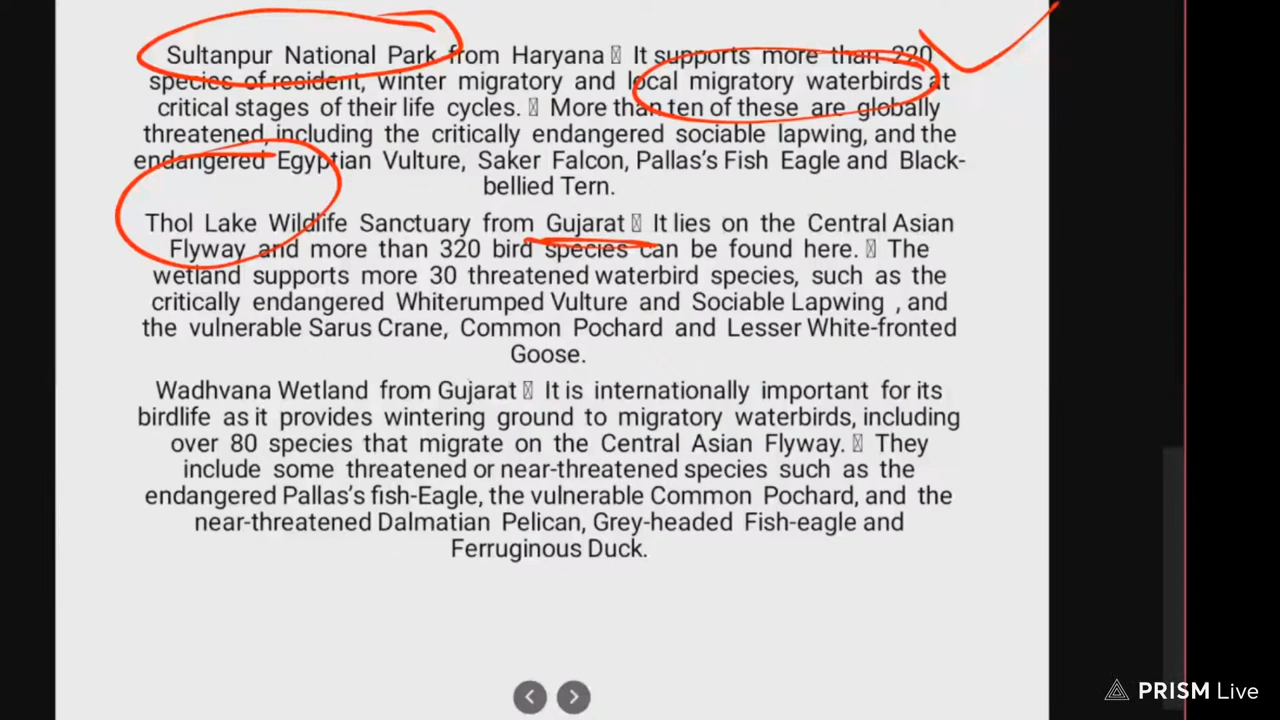 Sultanpur National Park from Haryana  It supports more than 220
species of resident, winter migratory and local migratory waterbirds at
critical stages of their life cycles.  More than ten of these are globally
threatened, including the critically endangered sociable lapwing, and the
endangered Egyptian Vulture, Saker Falcon, Pallas’s Fish Eagle and Black-
bellied Tern.
Thol Lake Wildlife Sanctuary from Gujarat  It lies on the Central Asian
Flyway and more than 320 bird species can be found here.  The
wetland supports more 30 threatened waterbird species, such as the
critically endangered Whiterumped Vulture and Sociable Lapwing , and
the vulnerable Sarus Crane, Common Pochard and Lesser White-fronted
Goose.
Wadhvana Wetland from Gujarat  It is internationally important for its
birdlife as it provides wintering ground to migratory waterbirds, including
over 80 species that migrate on the Central Asian Flyway.  They
include some threatened or near-threatened species such as the
endangered Pallas’s fish-Eagle, the vulnerable Common Pochard, and the
near-threatened Dalmatian Pelican, Grey-headed Fish-eagle and
Ferruginous Duck.
PRISM Live